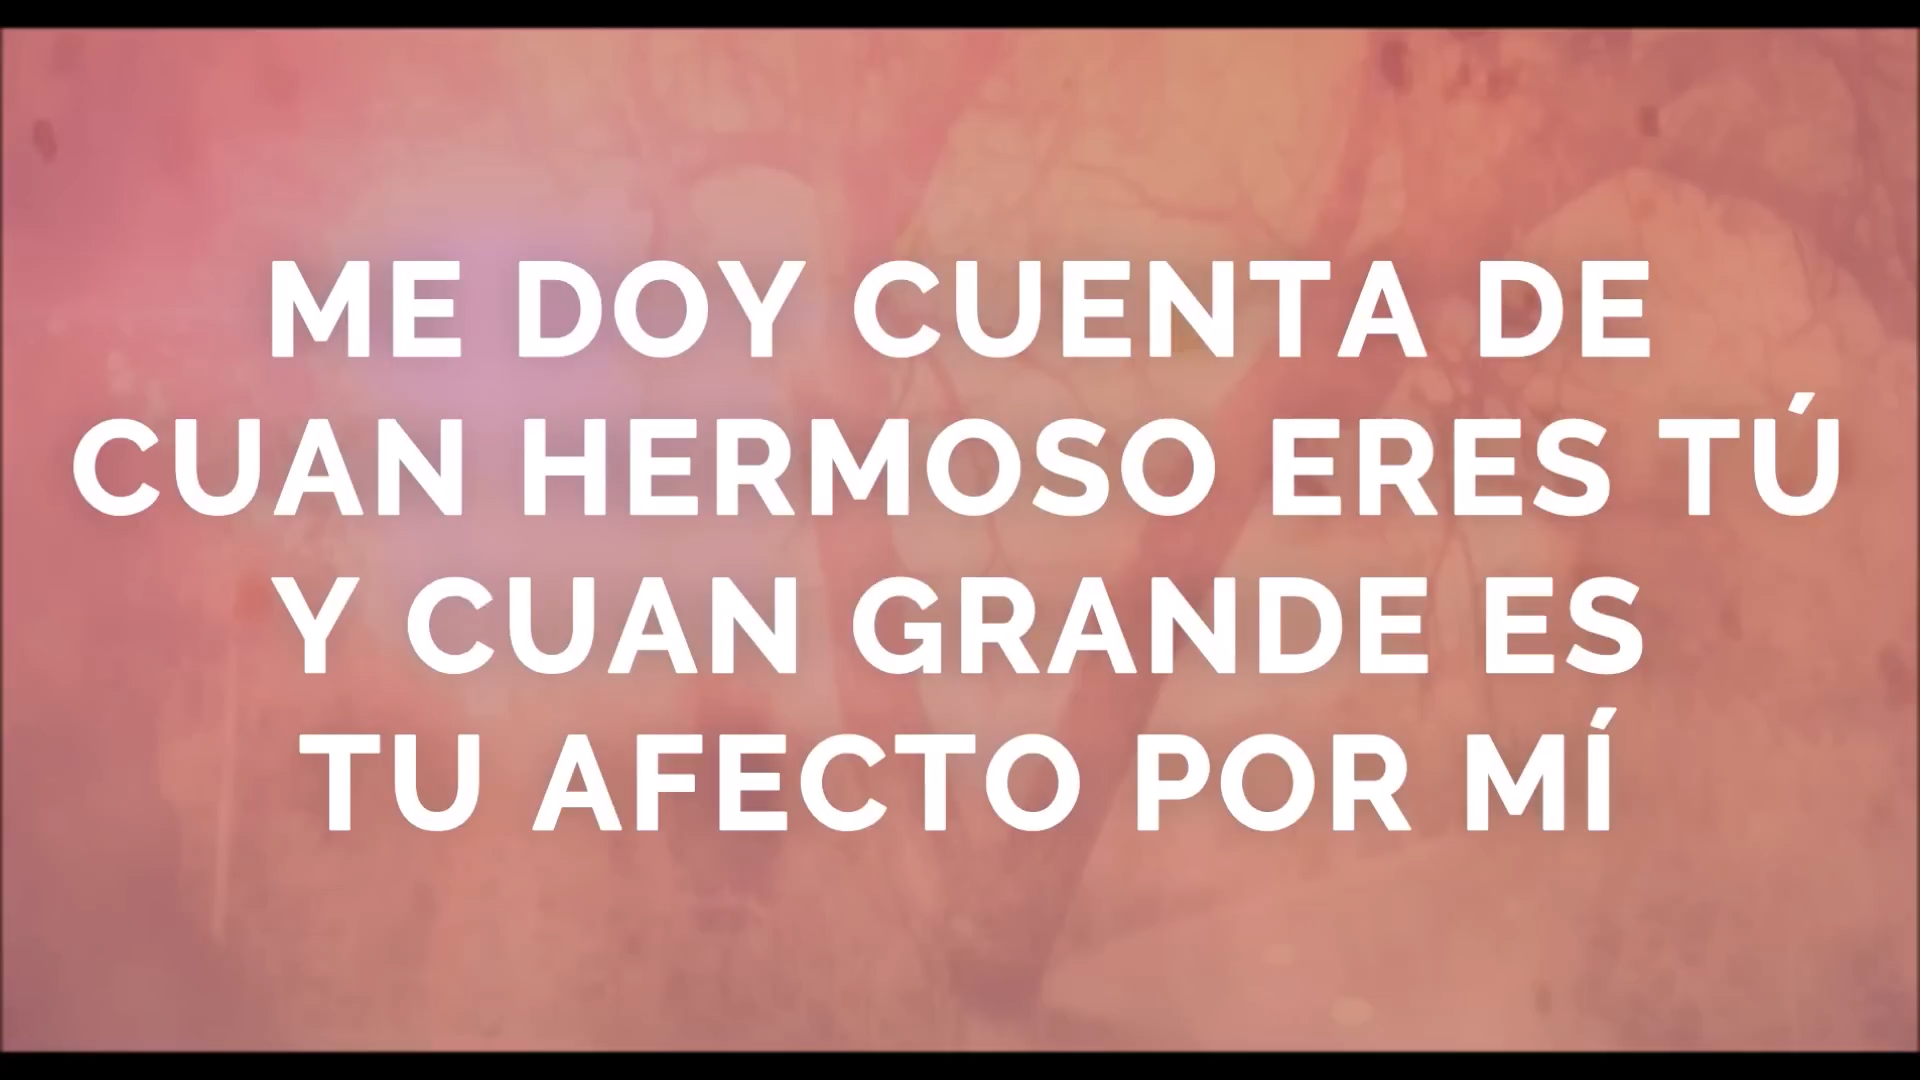 ME DOY CUENTA DE
CUAN HERMOSO ERES TÚ
Y CUAN GRANDE ES
TU AFECTO POR MÍ